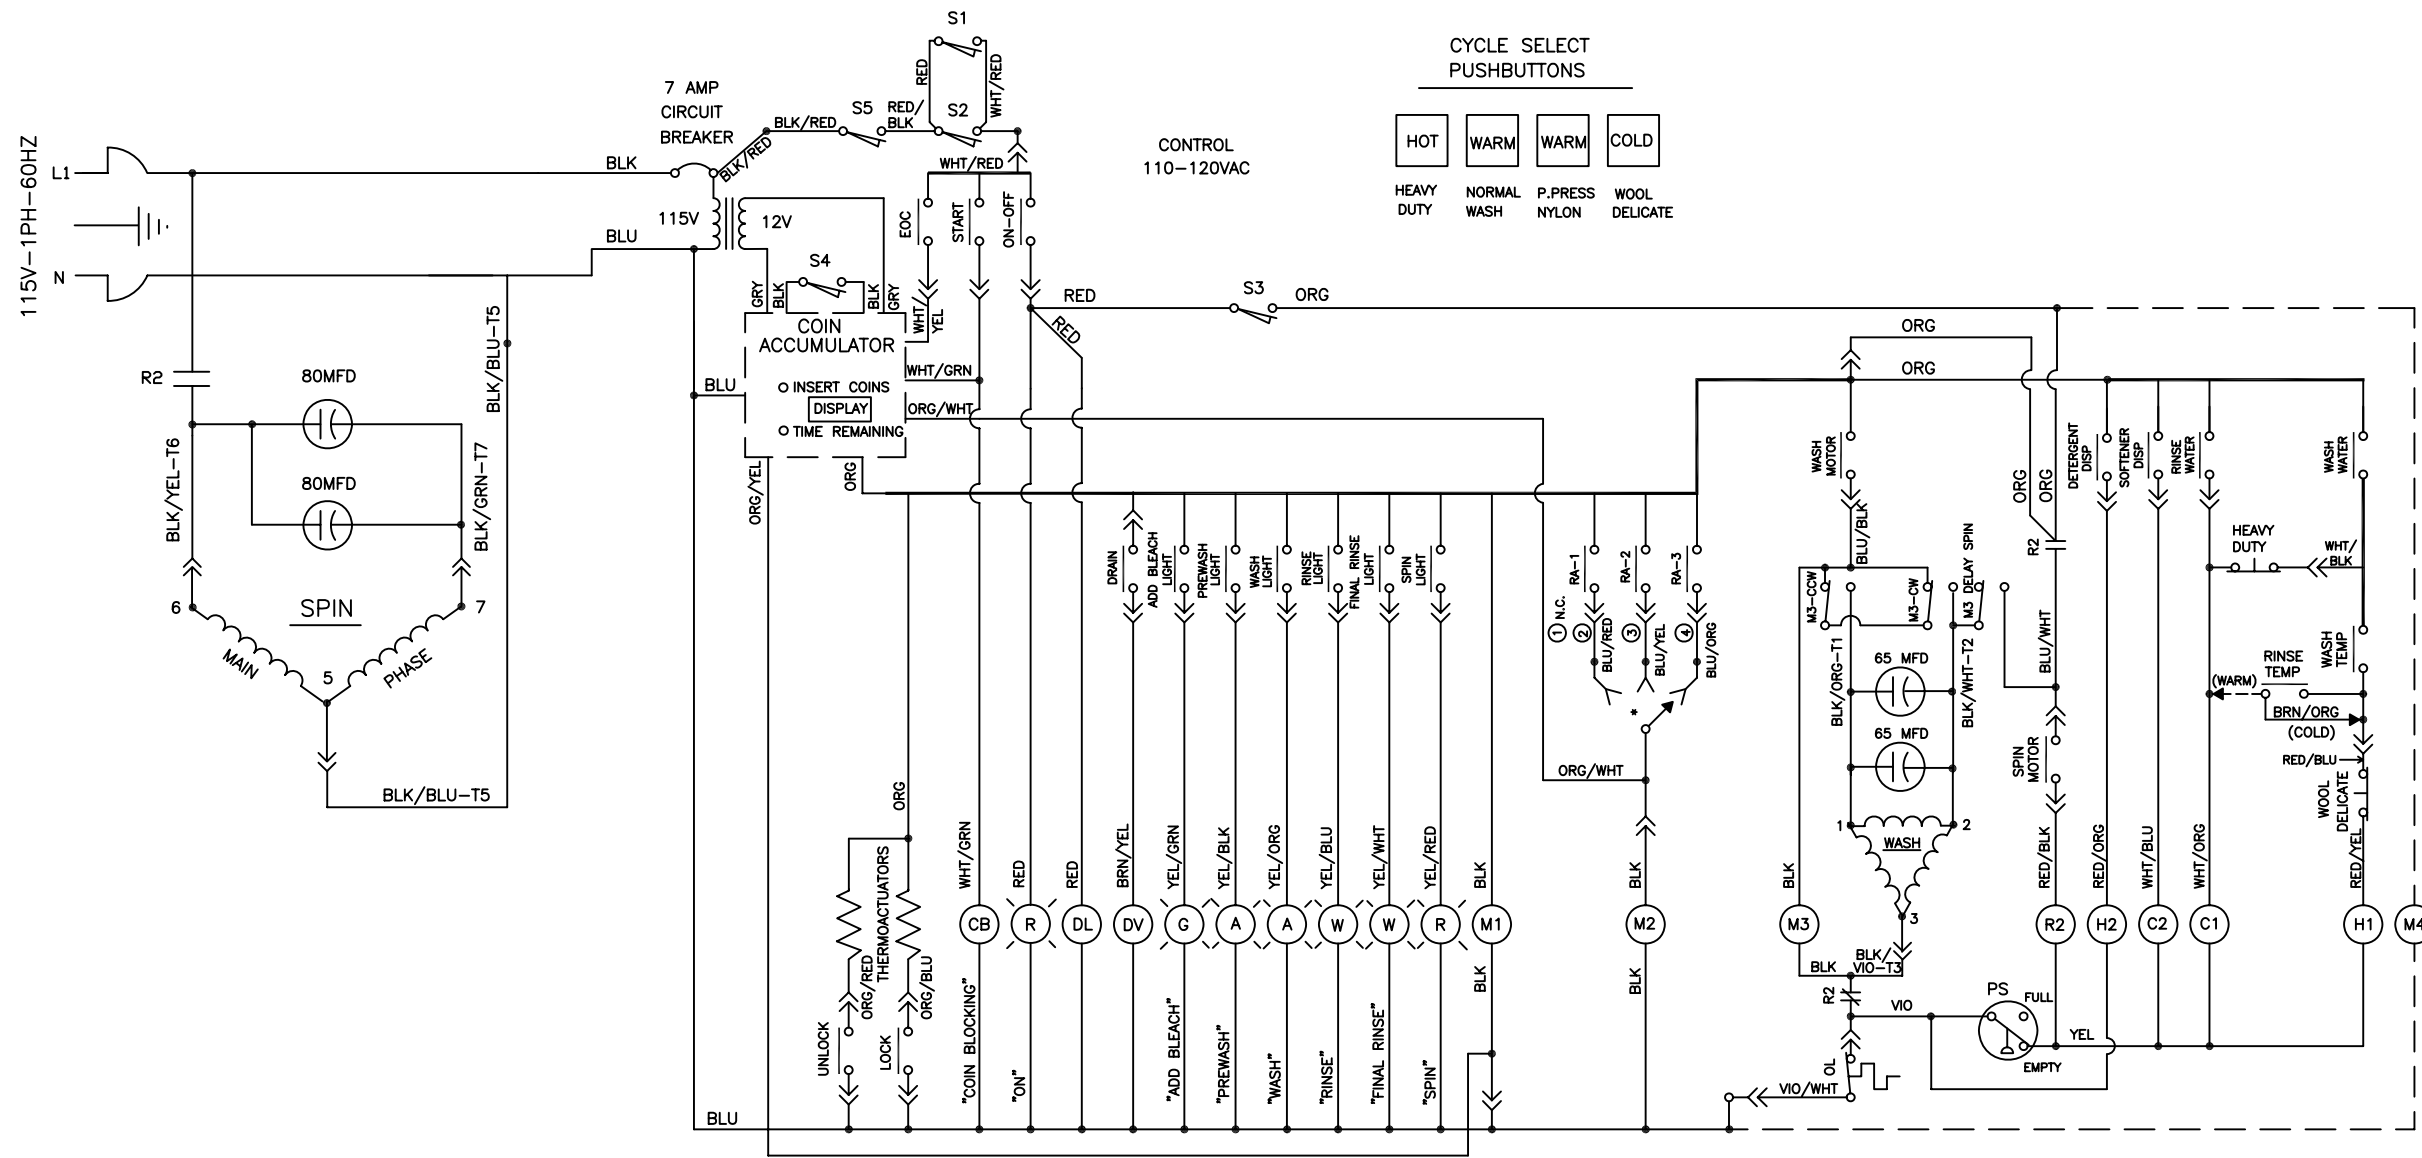 S1
CYCLE SELECT
PUSHBUTTONS
7 AMP
CIRCUIT
BREAKER
RED
WHT/RED
S5
RED/
BLK
S2
BLK/RED
BLK/RED
HOT
WARM
WARM
COLD
HEAVY
DUTY
NORMAL
WASH
P.PRESS
NYLON
WOOL
DELICATE
CONTROL
110-120VAC
115V-1PH-60HZ
L1
N
BLK
BLU
WHT/RED
115V
12V
EOC
START
ON-OFF
S4
GRY
BLK
BLK
GRY
WHT/
YEL
RED
S3
ORG
RED
ORG
ORG
COIN
ACCUMULATOR
INSERT COINS
DISPLAY
TIME REMAINING
BLU
WHT/GRN
ORG/WHT
ORG/YEL
ORG
R2
80MFD
80MFD
BLK/BLU-T5
BLK/YEL-T6
BLK/GRN-T7
6
SPIN
7
MAIN
5
PHASE
BLK/BLU-T5
DRAIN
ADD BLEACH
LIGHT
PREWASH
LIGHT
WASH
LIGHT
RINSE
LIGHT
FINAL RINSE
LIGHT
SPIN
LIGHT
RA-1
RA-2
RA-3
1
N.C.
2
BLU/RED
3
BLU/YEL
4
BLU/ORG
*
ORG/WHT
WASH
MOTOR
BLU/BLK
M3-CCW
M3-CW
M3 DELAY SPIN
ORG
ORG
R2
BLU/WHT
DETERGENT
DISP
SOFTENER
DISP
RINSE
WATER
WASH
WATER
HEAVY
DUTY
WHT/
BLK
BLK/ORG-T1
BLK/WHT-T2
65 MFD
65 MFD
1
2
WASH
3
SPIN
MOTOR
RINSE
TEMP
WASH
TEMP
(WARM)
BRN/ORG
(COLD)
RED/BLU
WOOL
DELICATE
ORG
THERMOACTUATORS
WHT/GRN
RED
RED
BRN/YEL
YEL/GRN
YEL/BLK
YEL/ORG
YEL/BLU
YEL/WHT
YEL/RED
BLK
BLK
BLK
RED/BLK
RED/ORG
WHT/BLU
WHT/ORG
RED/YEL
CB
R
DL
DV
G
A
A
W
W
R
M1
M2
M3
R2
H2
C2
C1
H1
M4
ORG/RED
ORG/BLU
BLK
BLK
BLK
BLK/
VIO-T3
R2
VIO
PS
FULL
YEL
EMPTY
OL
VIO/WHT
UNLOCK
LOCK
"COIN BLOCKING"
"ON"
"ADD BLEACH"
"PREWASH"
"WASH"
"RINSE"
"FINAL RINSE"
"SPIN"
BLU